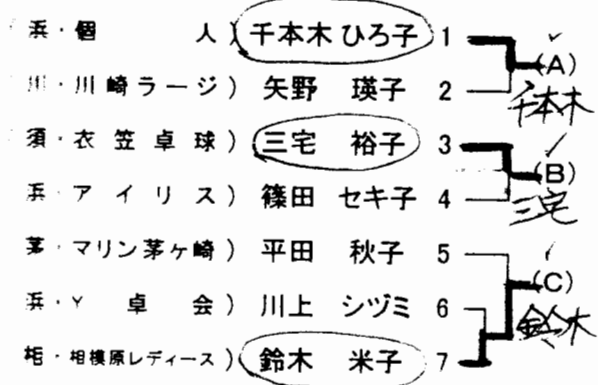 浜・個人) 千本木 ひろ子 1
(A)
千本木
川・川崎ラージ) 矢野 瑛子 2
須・衣笠卓球) 三宅 裕子 3
(B)
三宅
浜・アイリス) 篠田 セキ子 4
茅・マリン茅ヶ崎) 平田 秋子 5
(C)
鈴木
浜・Y卓会) 川上 シヅミ 6
相・相模原レディース) 鈴木 米子 7